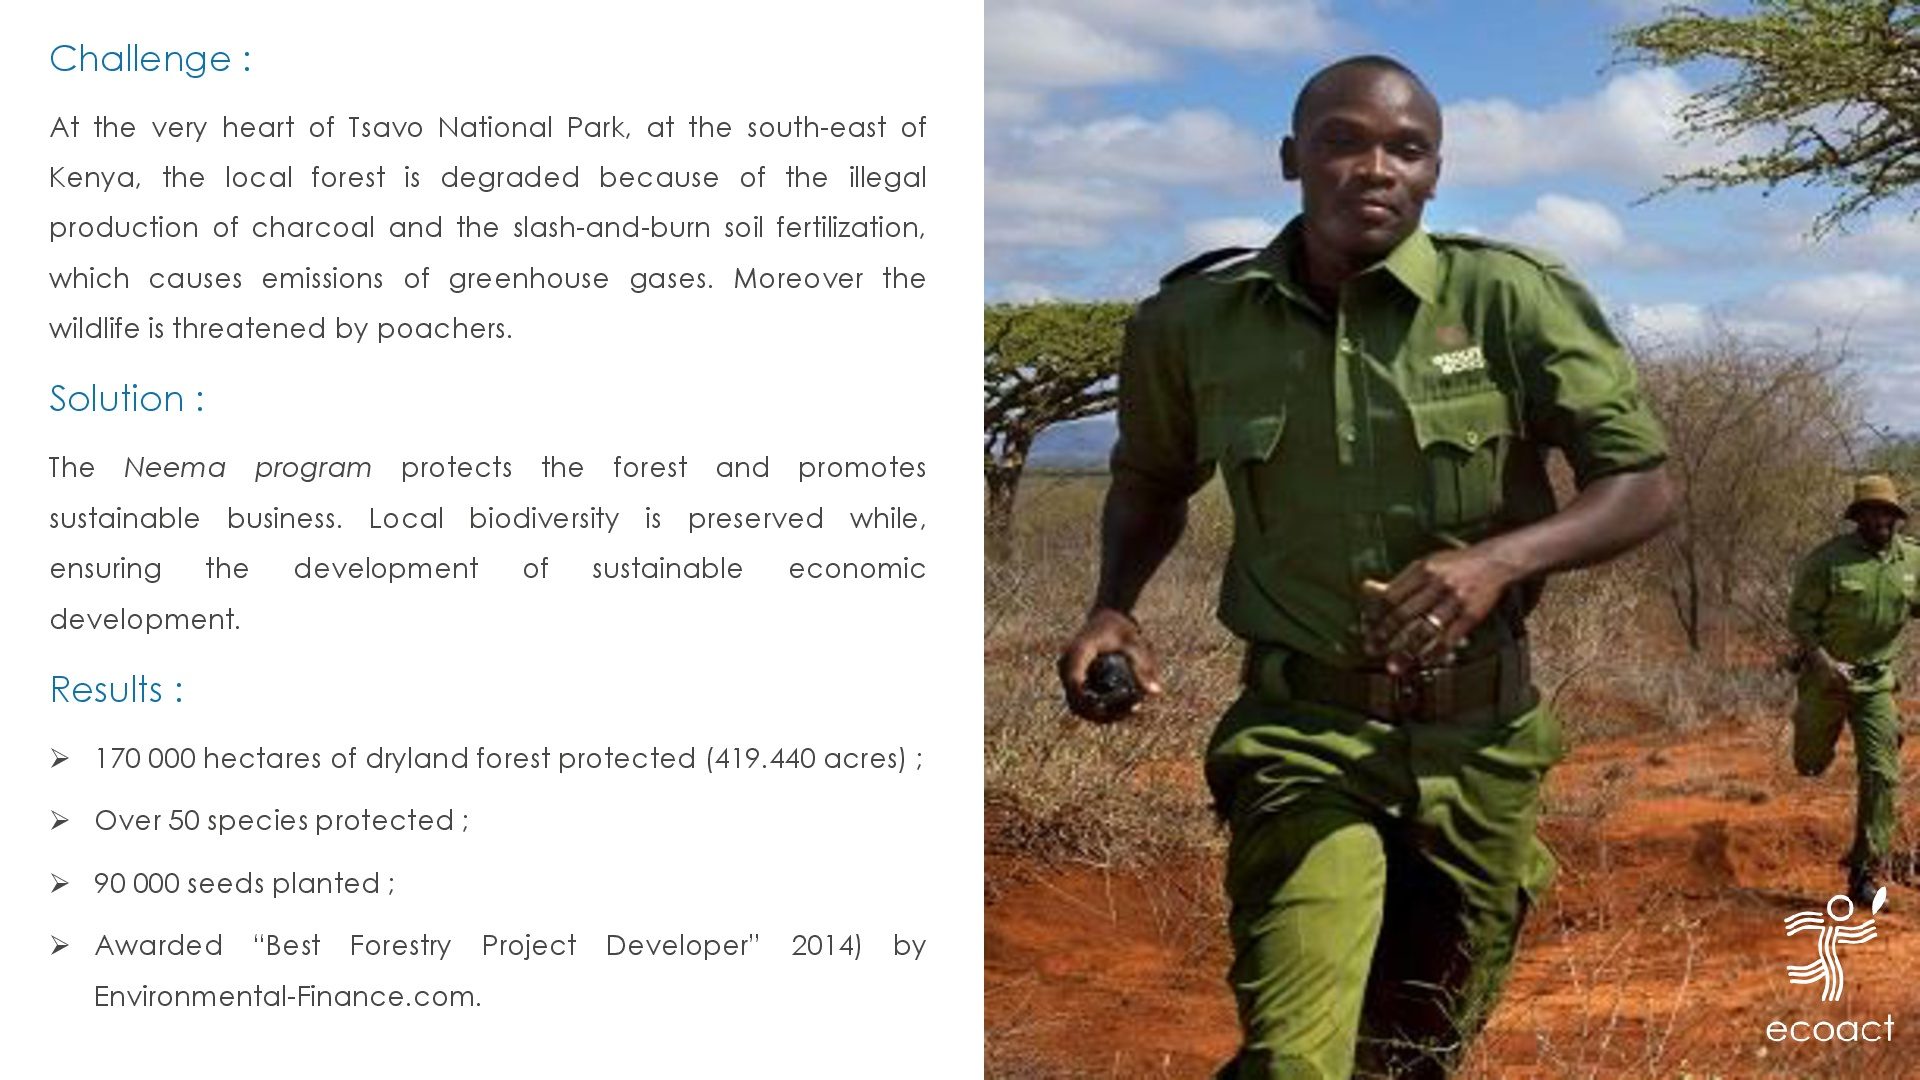 Challenge :
At the very heart of Tsavo National Park, at the south-east of
Kenya, the local forest is degraded because of the illegal
production of charcoal and the slash-and-burn soil fertilization,
which causes emissions of greenhouse gases. Moreover the
wildlife is threatened by poachers.
Solution :
The Neema program protects the forest and promotes
sustainable business. Local biodiversity is preserved while,
ensuring the development of sustainable economic
development.
Results :
➢ 170 000 hectares of dryland forest protected (419.440 acres) ;
➢ Over 50 species protected ;
➢ 90 000 seeds planted ;
➢ Awarded “Best Forestry Project Developer” 2014) by
Environmental-Finance.com.
ecoact